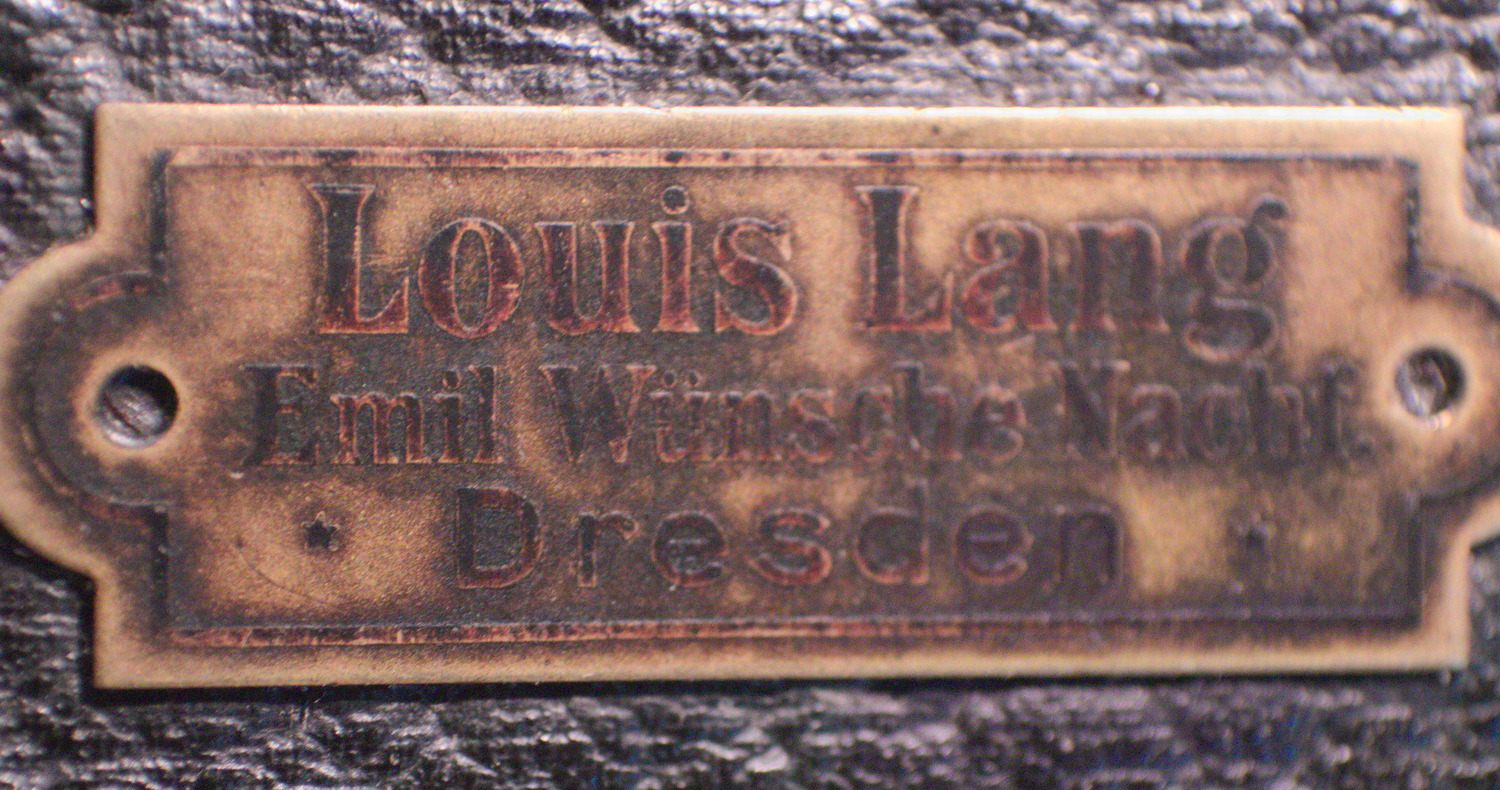 Louis Lang
Emil Wünsche Nachf.
Dresden